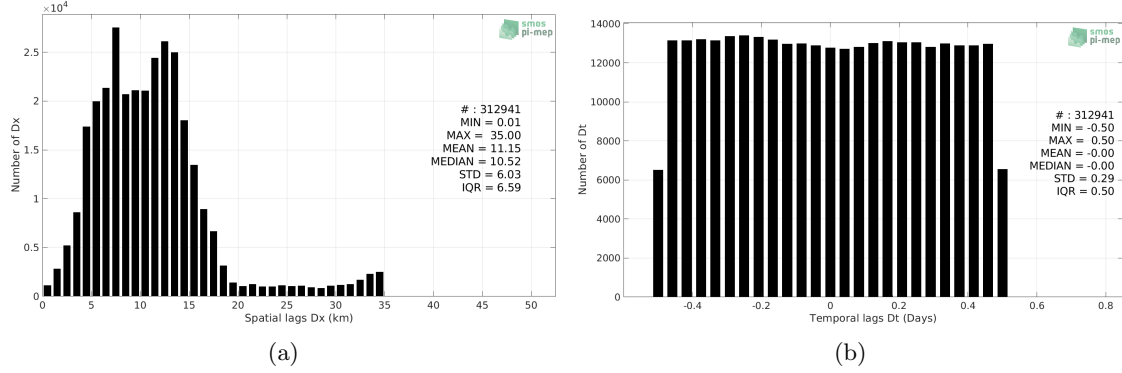 ×10⁴
smos
pi-mep
2.5
2
1.5
1
0.5
0
Number of Dx
# : 312941
MIN = 0.01
MAX = 35.00
MEAN = 11.15
MEDIAN = 10.52
STD = 6.03
IQR = 6.59
0 5 10 15 20 25 30 35 40 45 50
Spatial lags Dx (km)
(a)
smos
pi-mep
14000
12000
10000
8000
6000
4000
2000
0
Number of Dt
# : 312941
MIN = -0.50
MAX = 0.50
MEAN = -0.00
MEDIAN = -0.00
STD = 0.29
IQR = 0.50
-0.4 -0.2 0 0.2 0.4 0.6 0.8
Temporal lags Dt (Days)
(b)